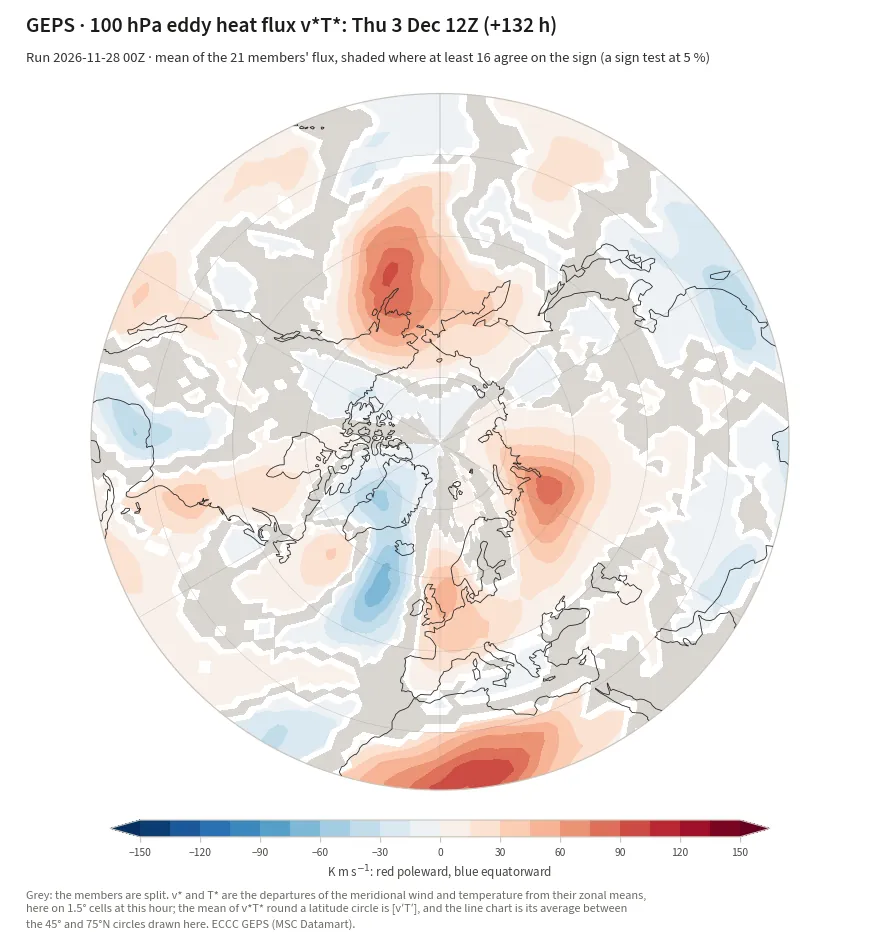 GEPS · 100 hPa eddy heat flux v*T*: Thu 3 Dec 12Z (+132 h)
Run 2026-11-28 00Z · mean of the 21 members' flux, shaded where at least 16 agree on the sign (a sign test at 5 %)
−150 −120 −90 −60 −30 0 30 60 90 120 150
K m s⁻¹: red poleward, blue equatorward
Grey: the members are split. v* and T* are the departures of the meridional wind and temperature from their zonal means,
here on 1.5° cells at this hour; the mean of v*T* round a latitude circle is [v'T'], and the line chart is its average between
the 45° and 75°N circles drawn here. ECCC GEPS (MSC Datamart).